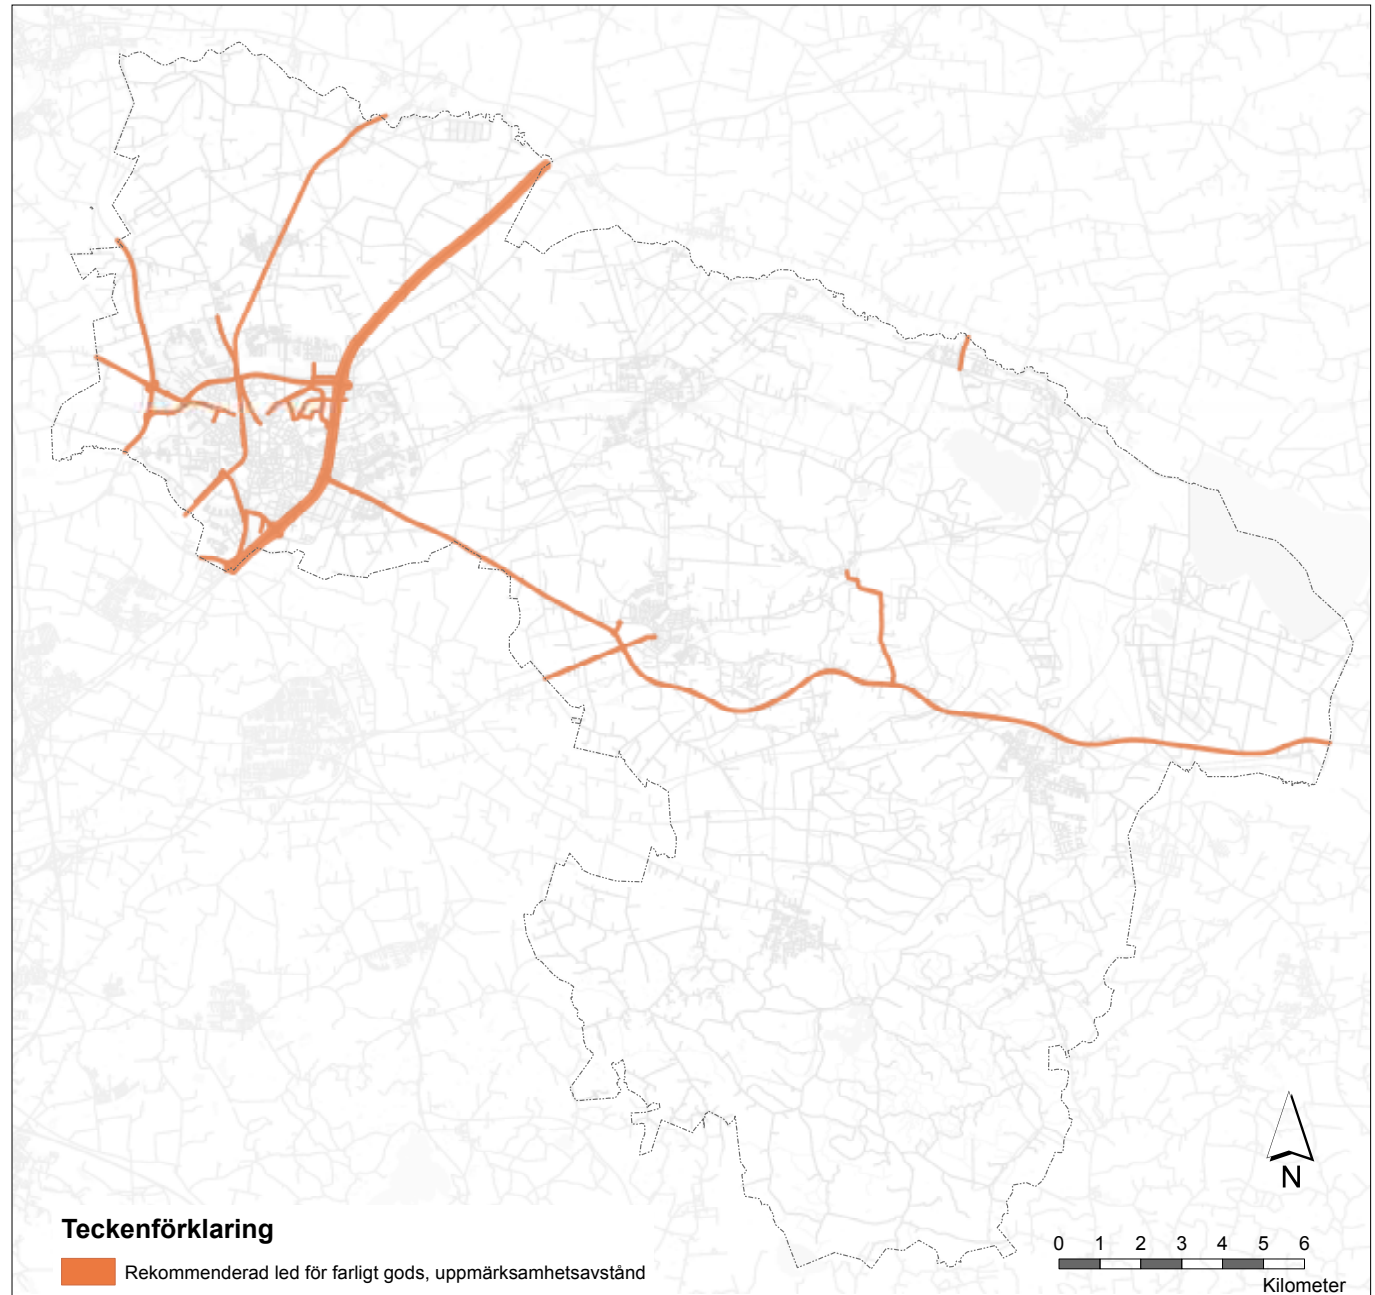 Teckenförklaring
Rekommenderad led för farligt gods, uppmärksamhetsavstånd
N
0 1 2 3 4 5 6
Kilometer